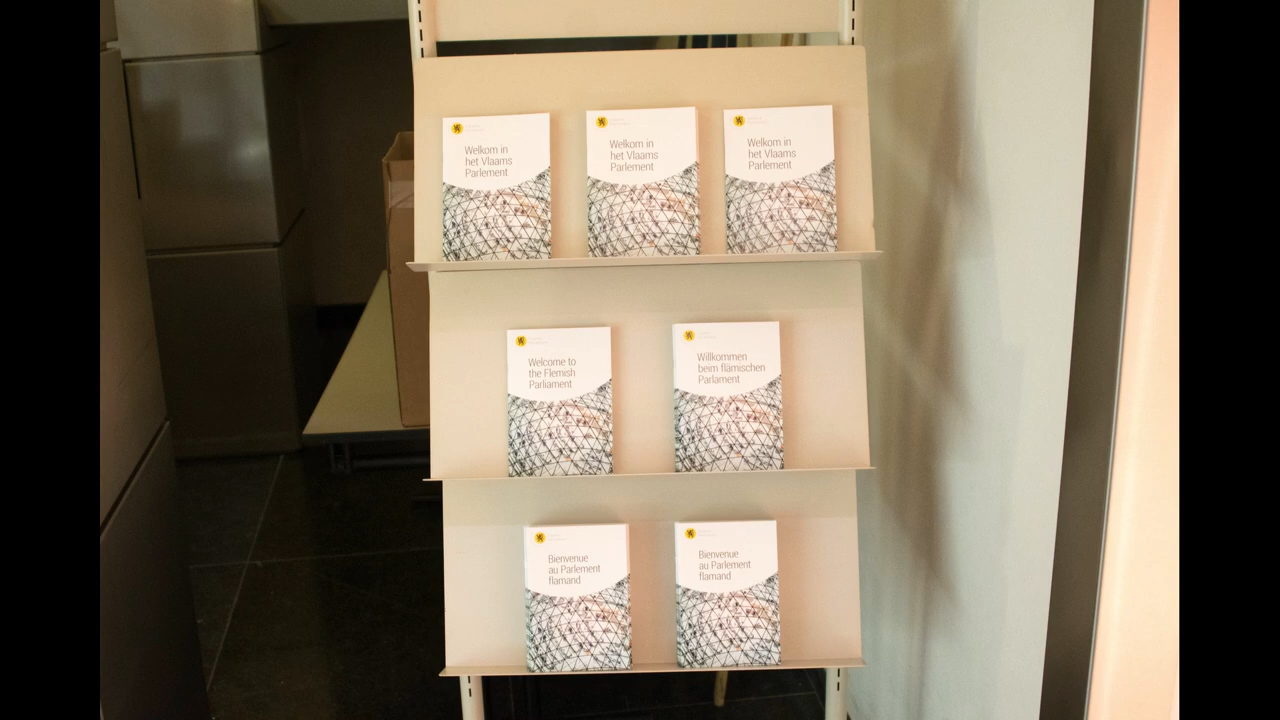 Welkom in
het Vlaams
Parlement
Welkom in
het Vlaams
Parlement
Welkom in
het Vlaams
Parlement
Welcome to
the Flemish
Parliament
Willkommen
beim flämischen
Parlament
Bienvenue
au Parlement
flamand
Bienvenue
au Parlement
flamand